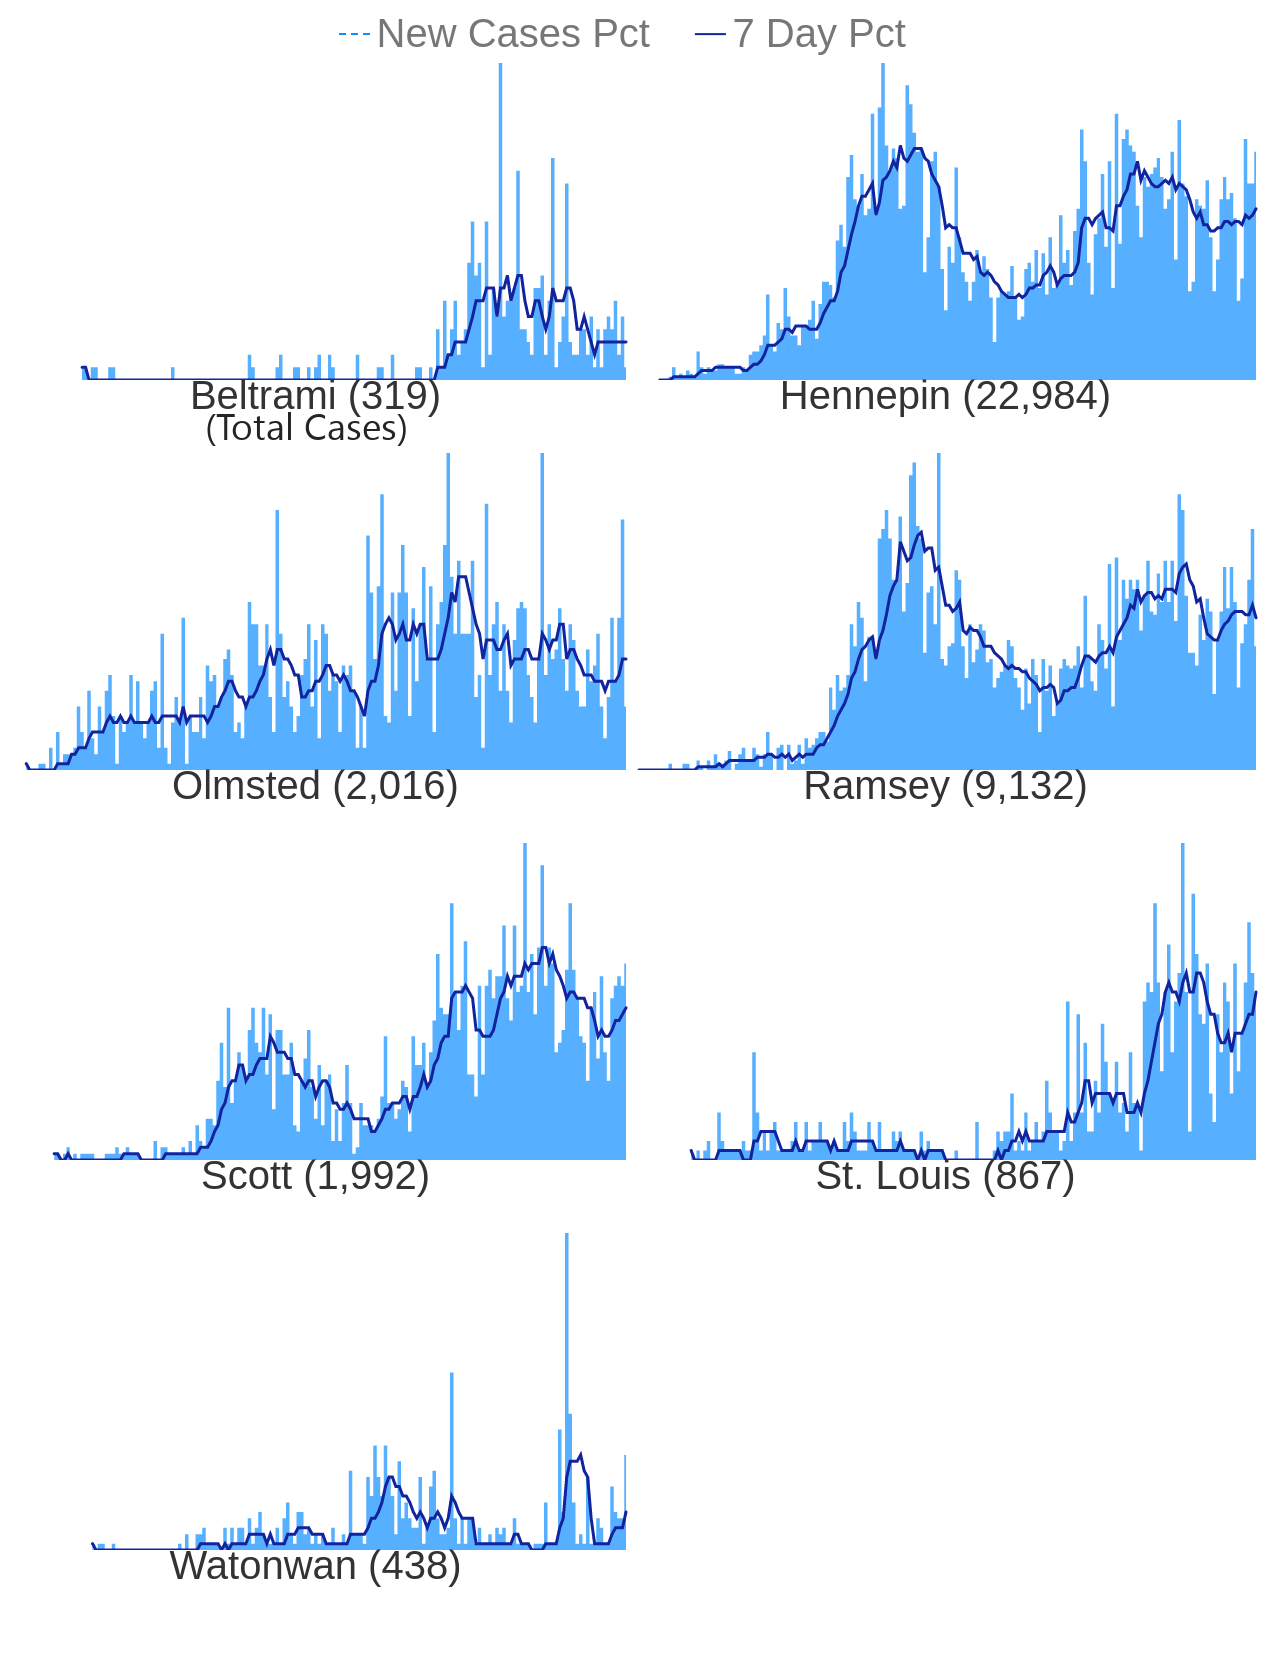 New Cases Pct 7 Day Pct
Beltrami (319) Hennepin (22,984)
(Total Cases)
Olmsted (2,016) Ramsey (9,132)
Scott (1,992) St. Louis (867)
Watonwan (438)